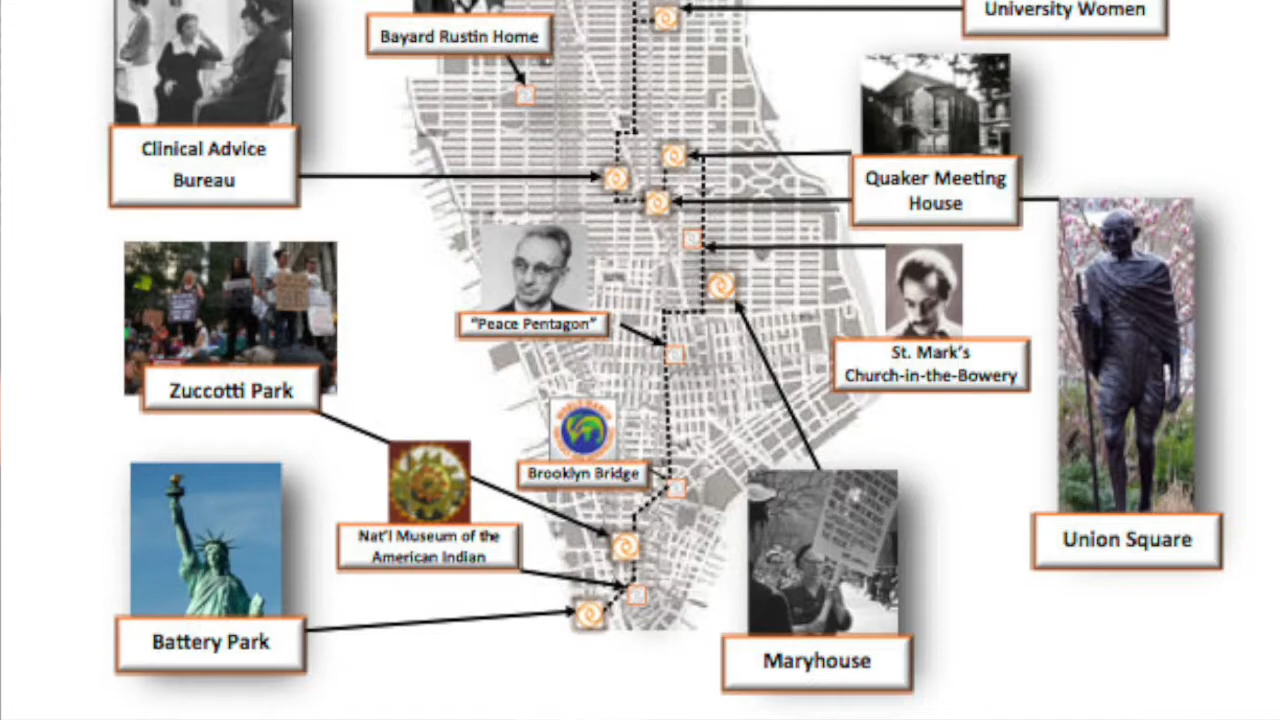 University Women
Bayard Rustin Home
Clinical Advice
Bureau
Quaker Meeting
House
"Peace Pentagon"
St. Mark's
Church-in-the-Bowery
Zuccotti Park
Brooklyn Bridge
Nat'l Museum of the
American Indian
Union Square
Battery Park
Maryhouse